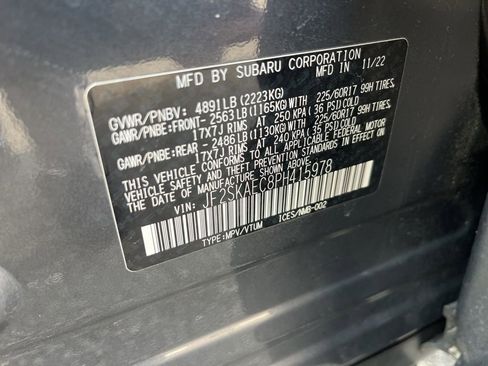 MFD BY SUBARU CORPORATION
MFD IN 11/22
GVWR/PNBV: 4891LB(2223KG)
GAWR/PNBE:FRONT- 2563LB(1165KG)WITH 225/60R17 99H TIRES,
17X7J RIMS AT 250 KPA(36 PSI)COLD
GAWR/PNBE:REAR - 2486LB(1130KG)WITH 225/60R17 99H TIRES,
17X7J RIMS AT 240 KPA(35 PSI)COLD
THIS VEHICLE CONFORMS TO ALL APPLICABLE FEDERAL MOTOR
VEHICLE SAFETY AND THEFT PREVENTION STANDARDS IN EFFECT ON
THE DATE OF MANUFACTURE SHOWN ABOVE.
VIN: JF2SKAEC8PH415978
TYPE:MPV/VTUM ICES/NMB-002